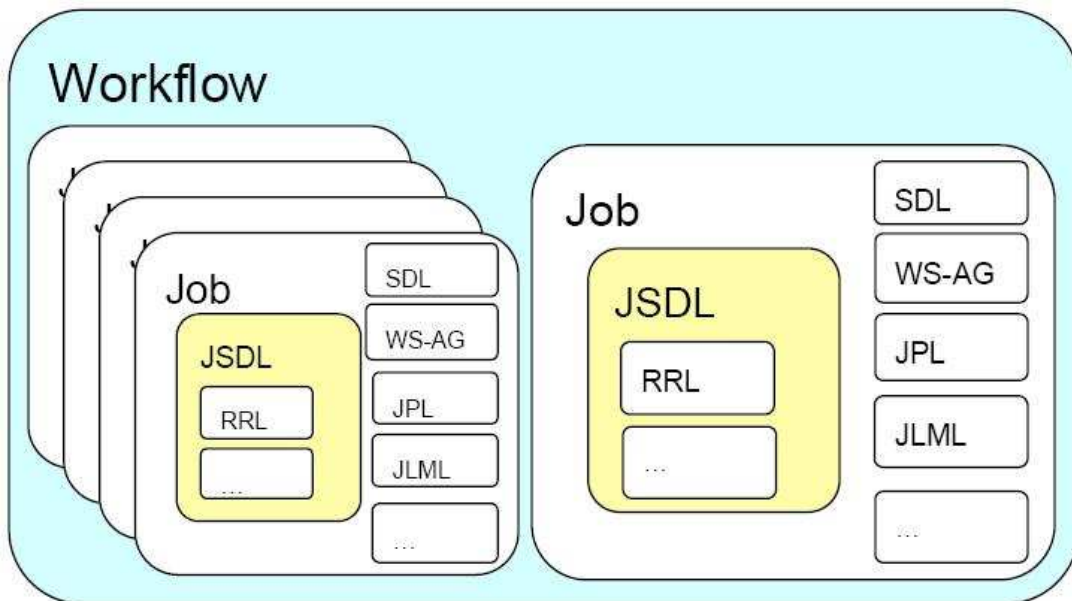 Workflow
J
J
J
Job
SDL
WS-AG
JPL
JLML
...
JSDL
RRL
...
Job
SDL
WS-AG
JPL
JLML
...
JSDL
RRL
...